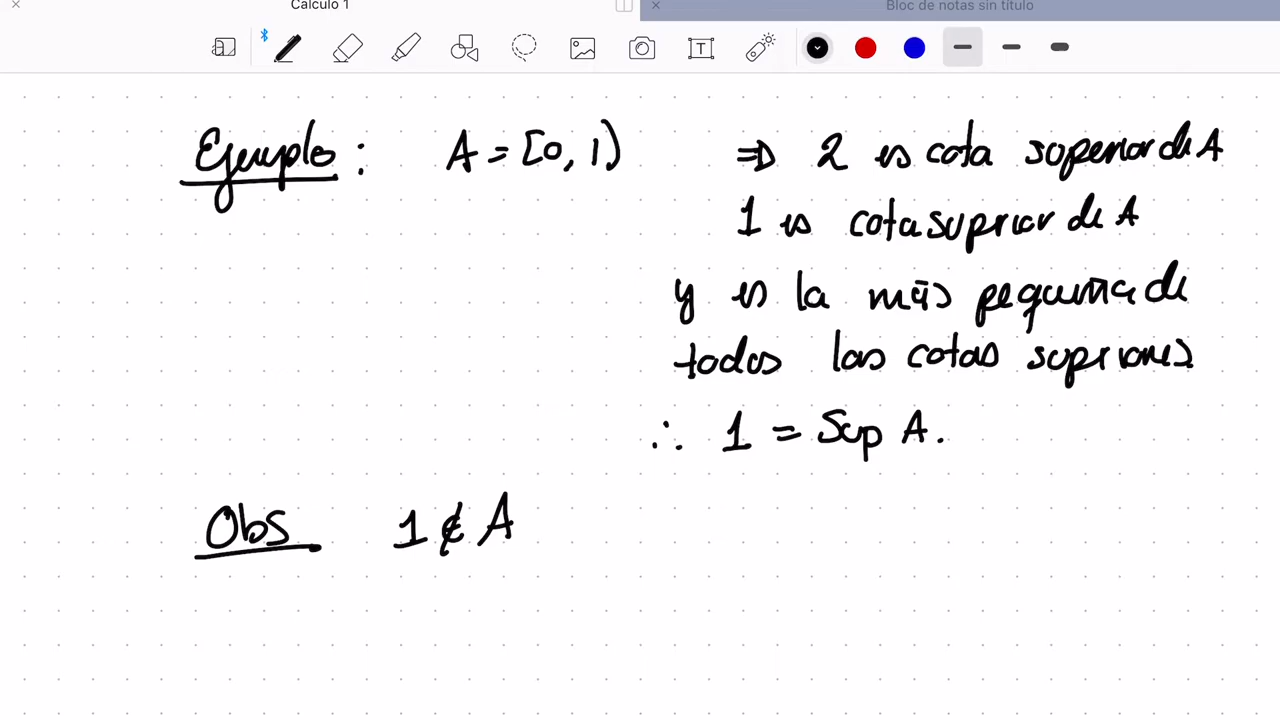 Calculo 1
Bloc de notas sin título
Ejemplo: A = [0, 1) ⇒ 2 es cota superior de A
1 es cota superior de A
y es la más pequeña de
todas las cotas superiores
∴ 1 = Sup A.
Obs 1 ∉ A